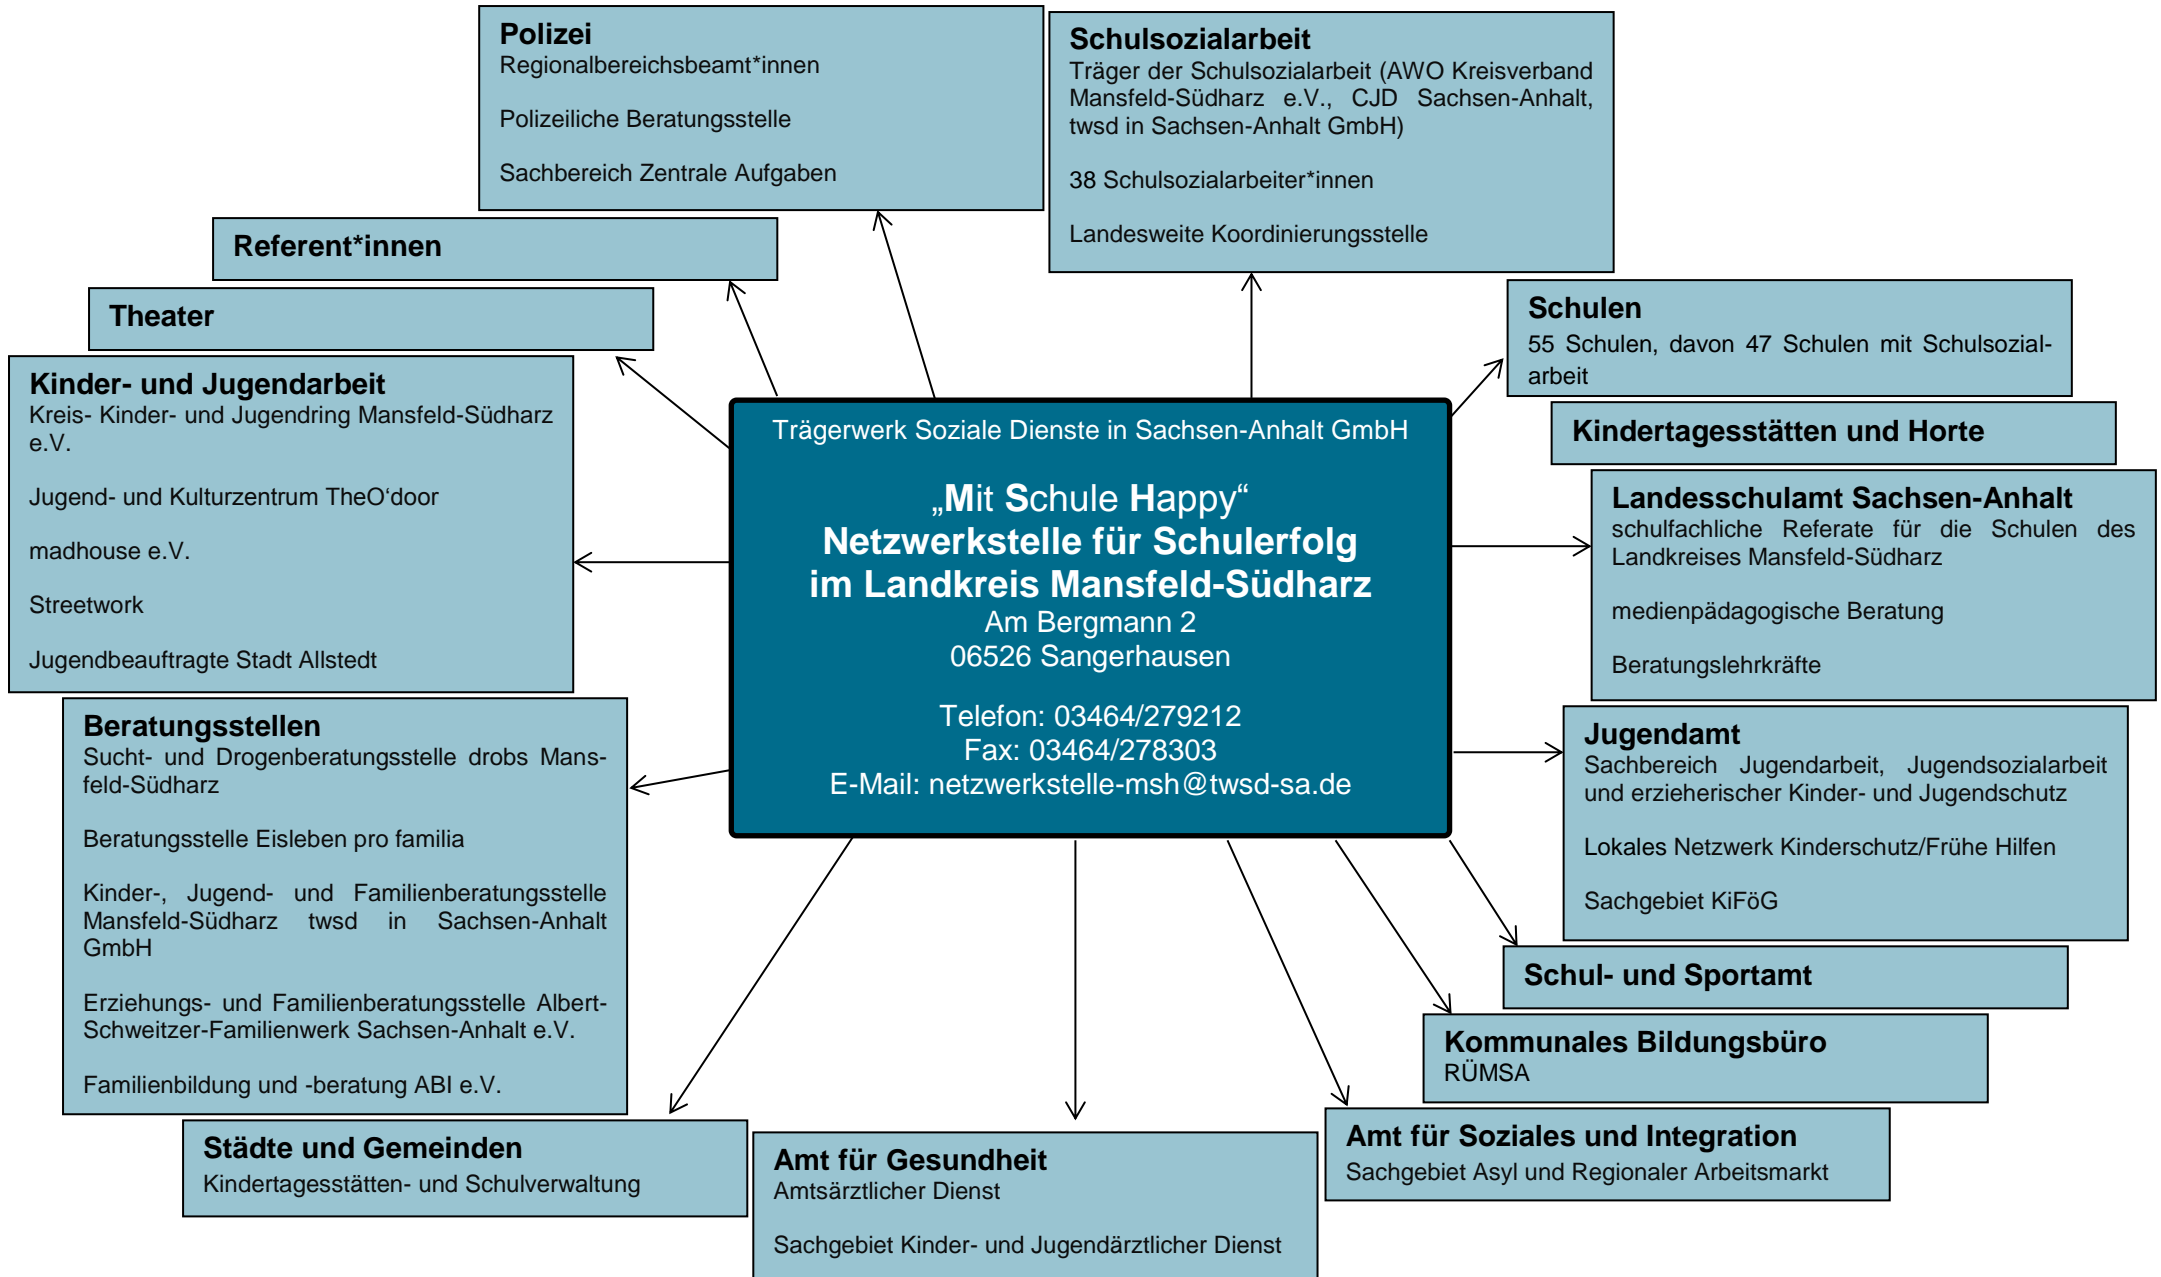 Polizei
Regionalbereichsbeamt*innen
Polizeiliche Beratungsstelle
Sachbereich Zentrale Aufgaben
Schulsozialarbeit
Träger der Schulsozialarbeit (AWO Kreisverband
Mansfeld-Südharz e.V., CJD Sachsen-Anhalt,
twsd in Sachsen-Anhalt GmbH)
38 Schulsozialarbeiter*innen
Landesweite Koordinierungsstelle
Referent*innen
Theater
Schulen
55 Schulen, davon 47 Schulen mit Schulsozial-
arbeit
Kinder- und Jugendarbeit
Kreis- Kinder- und Jugendring Mansfeld-Südharz
e.V.
Jugend- und Kulturzentrum TheO‘door
madhouse e.V.
Streetwork
Jugendbeauftragte Stadt Allstedt
Trägerwerk Soziale Dienste in Sachsen-Anhalt GmbH
„Mit Schule Happy“
Netzwerkstelle für Schulerfolg
im Landkreis Mansfeld-Südharz
Am Bergmann 2
06526 Sangerhausen
Telefon: 03464/279212
Fax: 03464/278303
E-Mail: netzwerkstelle-msh@twsd-sa.de
Kindertagesstätten und Horte
Landesschulamt Sachsen-Anhalt
schulfachliche Referate für die Schulen des
Landkreises Mansfeld-Südharz
medienpädagogische Beratung
Beratungslehrkräfte
Beratungsstellen
Sucht- und Drogenberatungsstelle drobs Mans-
feld-Südharz
Beratungsstelle Eisleben pro familia
Kinder-, Jugend- und Familienberatungsstelle
Mansfeld-Südharz twsd in Sachsen-Anhalt
GmbH
Erziehungs- und Familienberatungsstelle Albert-
Schweitzer-Familienwerk Sachsen-Anhalt e.V.
Familienbildung und -beratung ABI e.V.
Jugendamt
Sachbereich Jugendarbeit, Jugendsozialarbeit
und erzieherischer Kinder- und Jugendschutz
Lokales Netzwerk Kinderschutz/Frühe Hilfen
Sachgebiet KiFöG
Schul- und Sportamt
Kommunales Bildungsbüro
RÜMSA
Amt für Soziales und Integration
Sachgebiet Asyl und Regionaler Arbeitsmarkt
Städte und Gemeinden
Kindertagesstätten- und Schulverwaltung
Amt für Gesundheit
Amtsärztlicher Dienst
Sachgebiet Kinder- und Jugendärztlicher Dienst